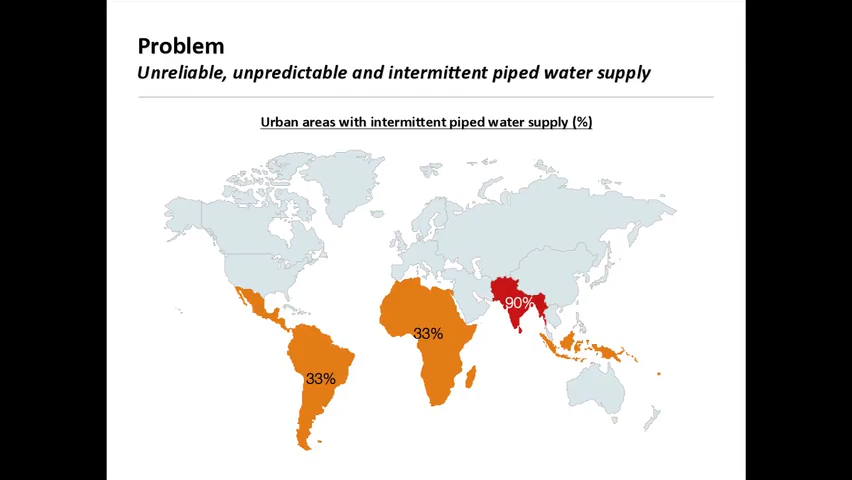 Problem
Unreliable, unpredictable and intermittent piped water supply
Urban areas with intermittent piped water supply (%)
90%
33%
33%